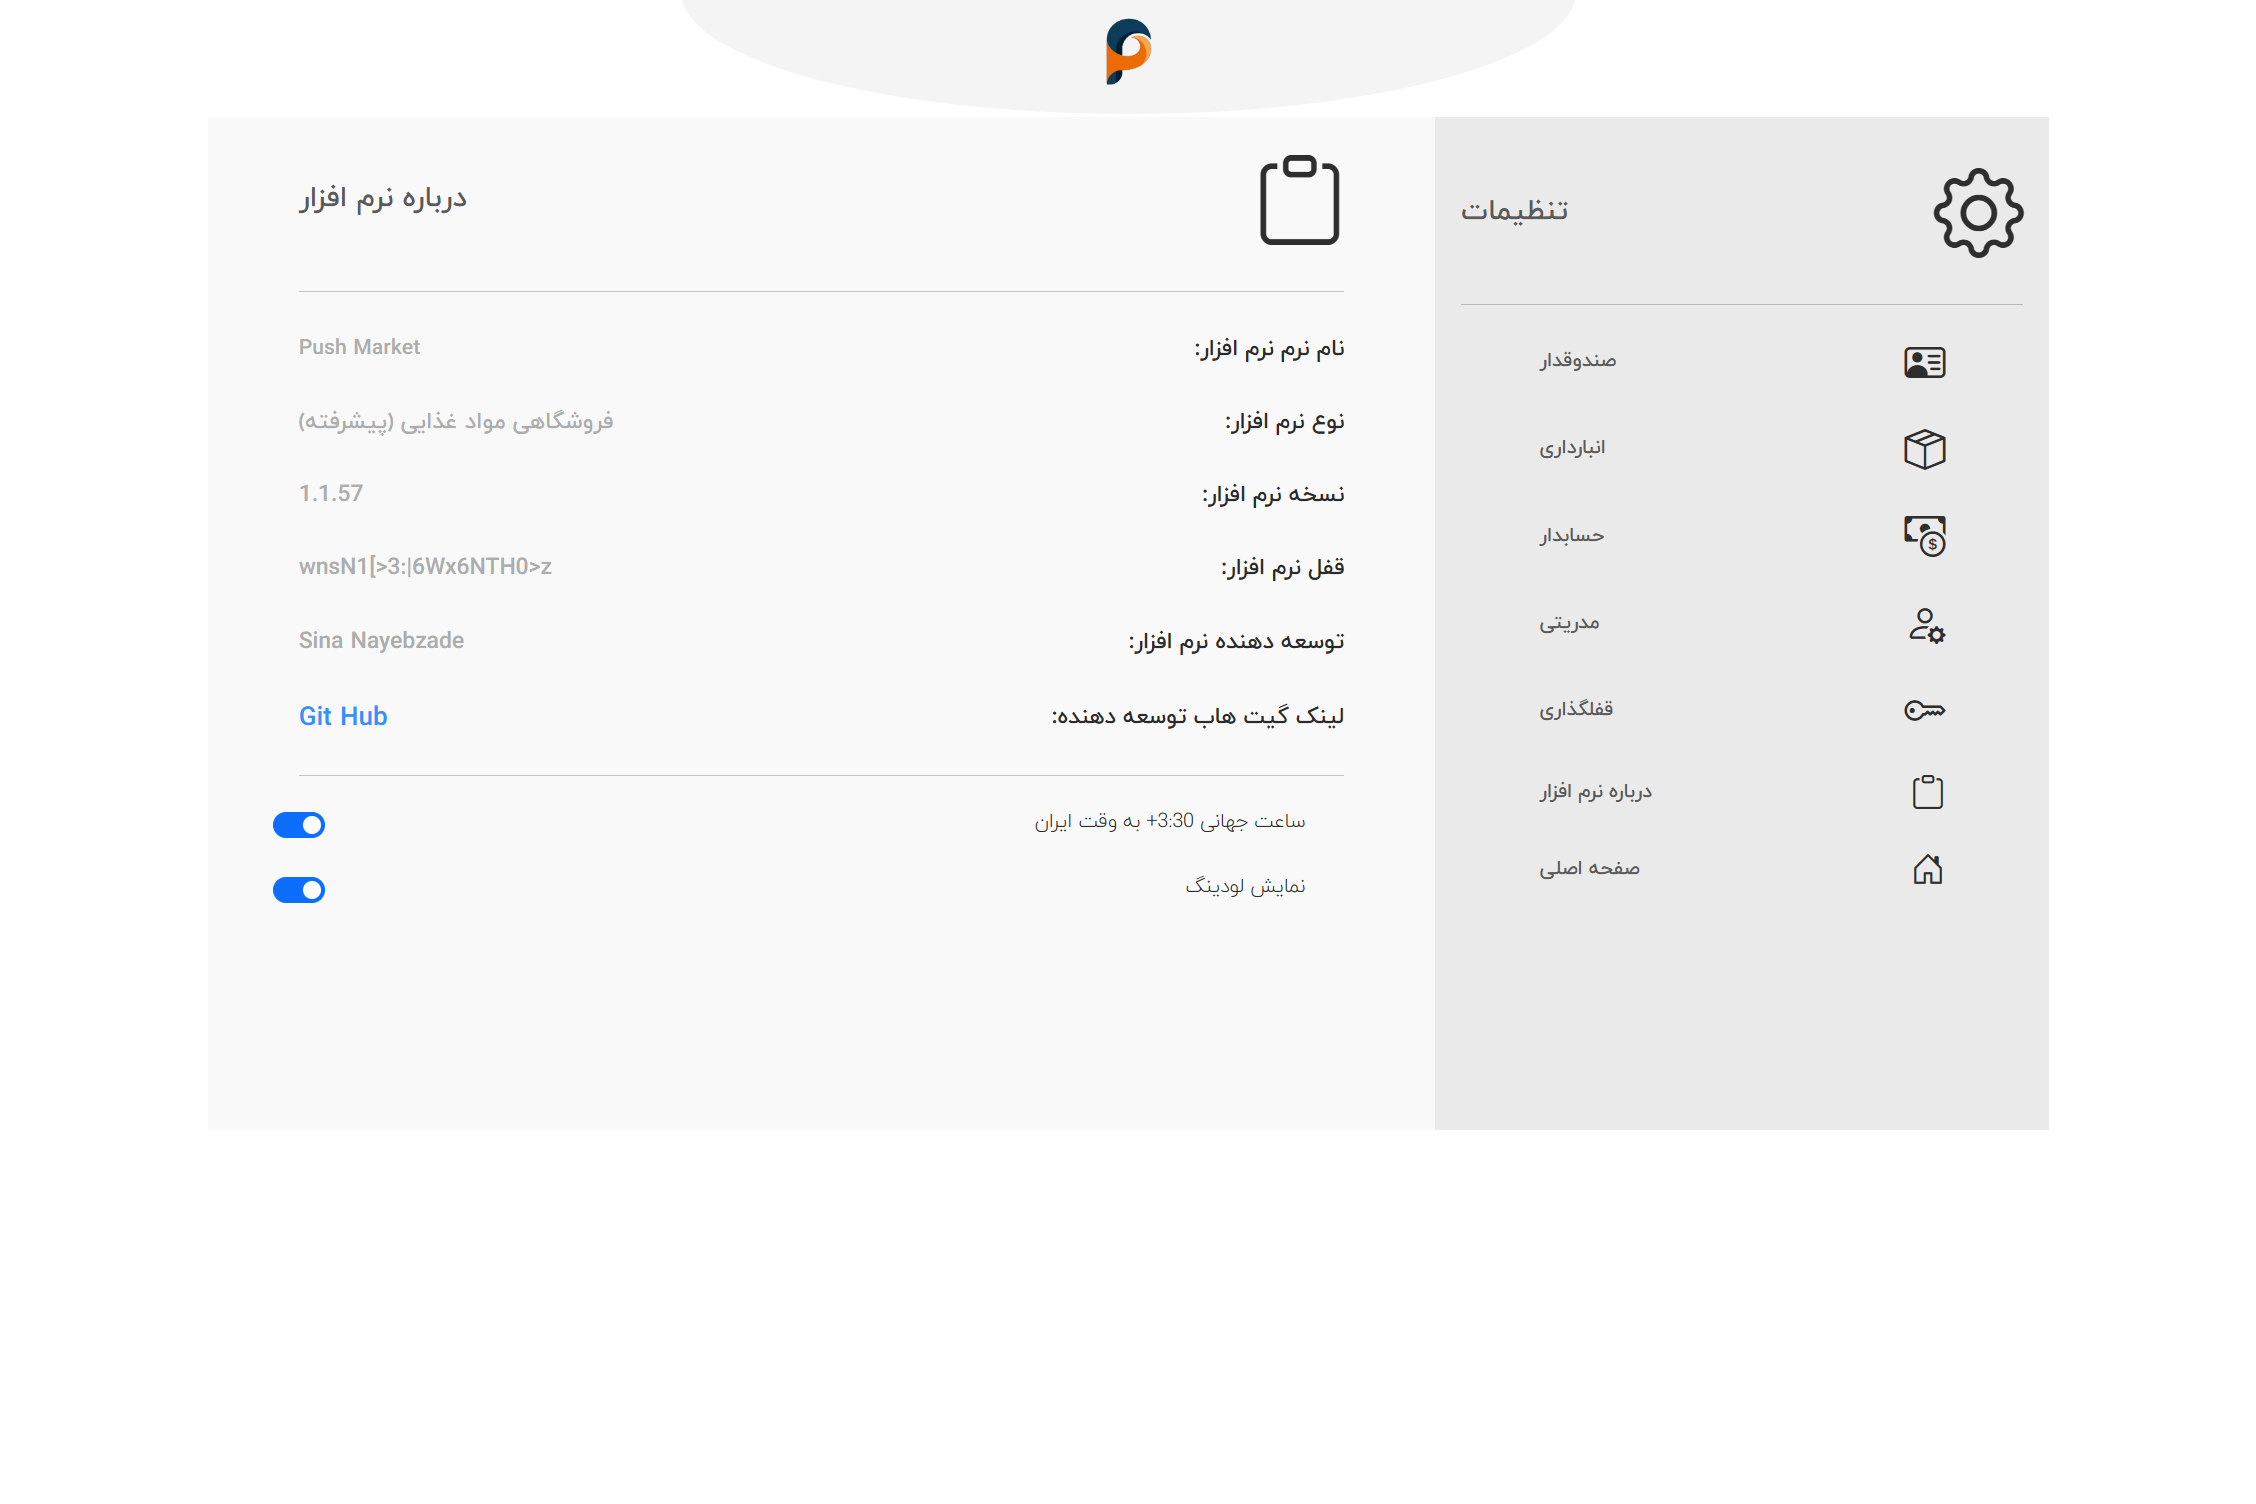 تنظیمات
صندوقدار
انبارداری
حسابدار
مدریتی
قفلگذاری
درباره نرم افزار
صفحه اصلی
درباره نرم افزار
نام نرم نرم افزار: Push Market
نوع نرم افزار: فروشگاهی مواد غذایی (پیشرفته)
نسخه نرم افزار: 1.1.57
قفل نرم افزار: wnsN1[>3:|6Wx6NTH0>z
توسعه دهنده نرم افزار: Sina Nayebzade
لینک گیت هاب توسعه دهنده: Git Hub
ساعت جهانی 3:30+ به وقت ایران
نمایش لودینگ